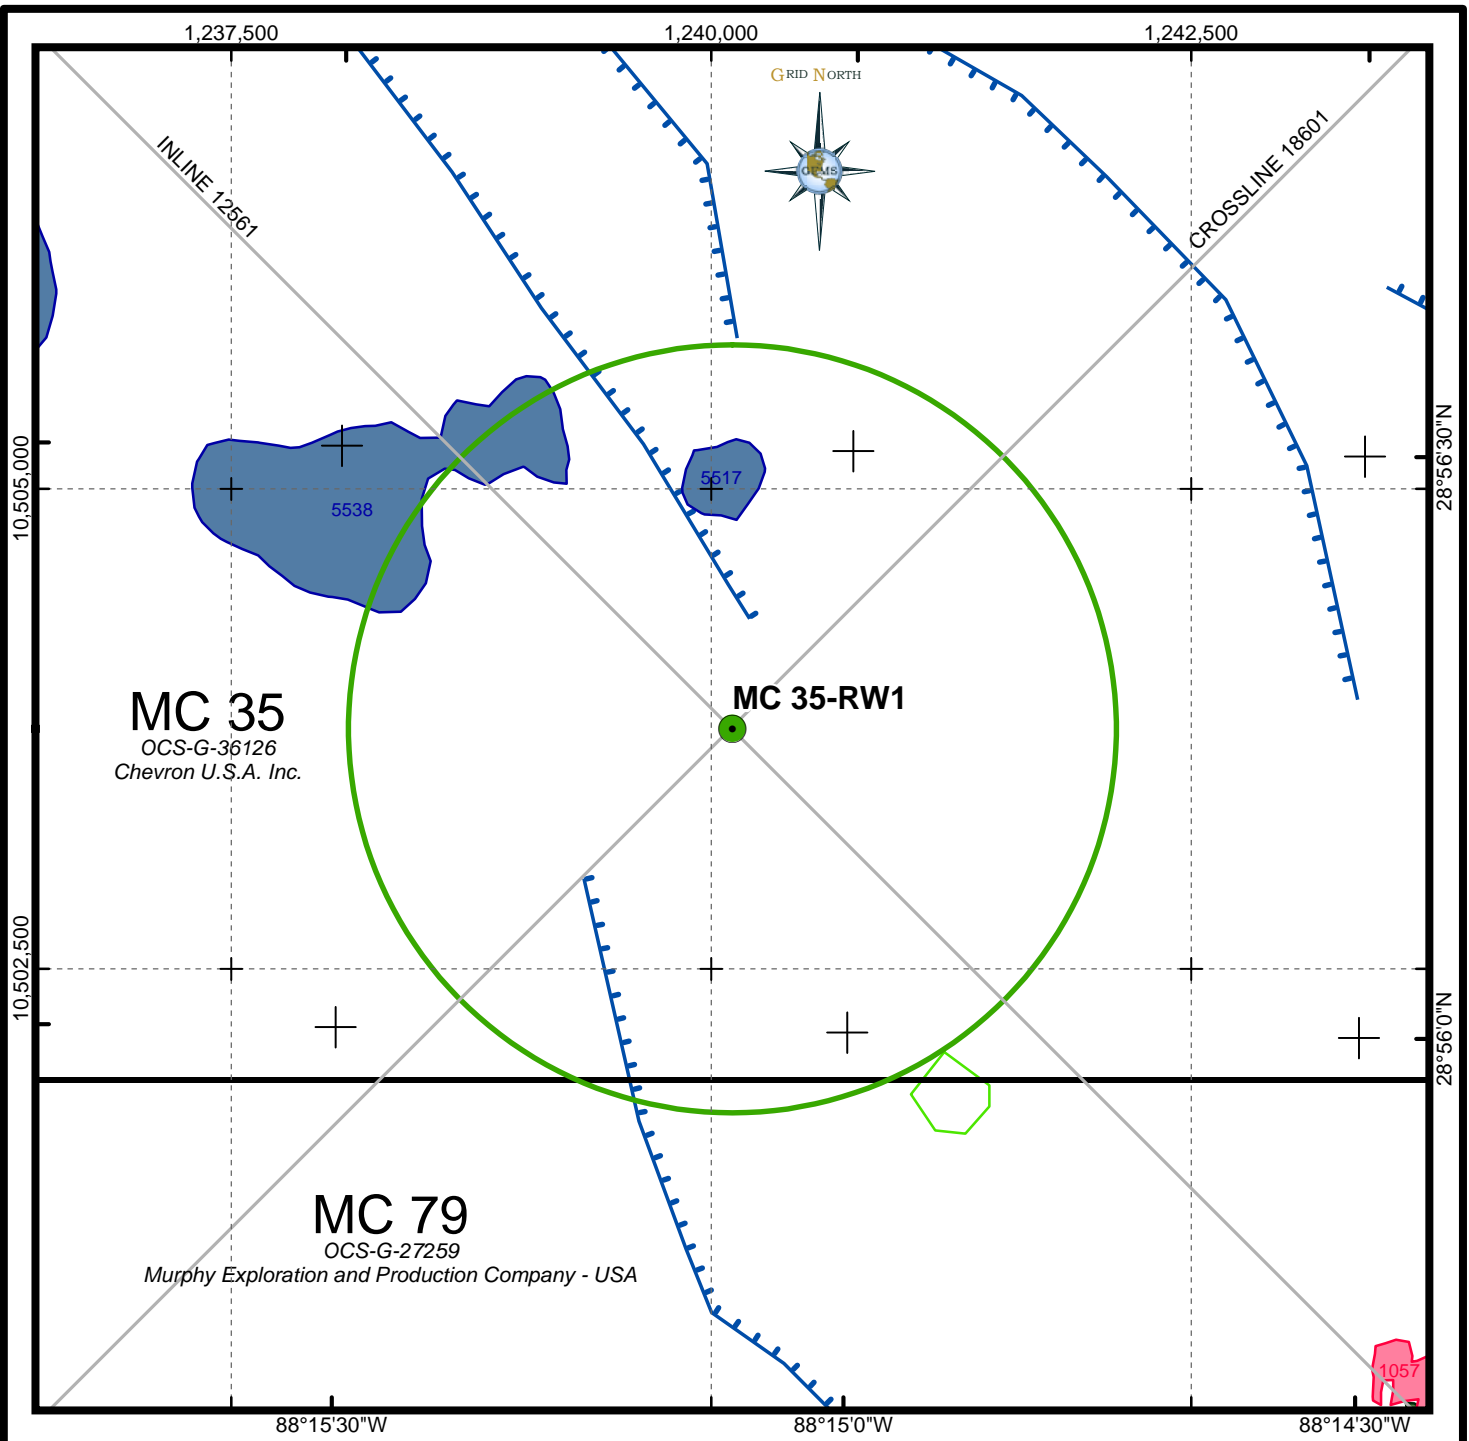 1,237,500
1,240,000
1,242,500
GRID NORTH
GEMS
INLINE 12561
CROSSLINE 18601
10,505,000
28°56'30"N
5538
5517
MC 35-RW1
MC 35
OCS-G-36126
Chevron U.S.A. Inc.
10,502,500
28°56'0"N
MC 79
OCS-G-27259
Murphy Exploration and Production Company - USA
1057
88°15'30"W
88°15'0"W
88°14'30"W